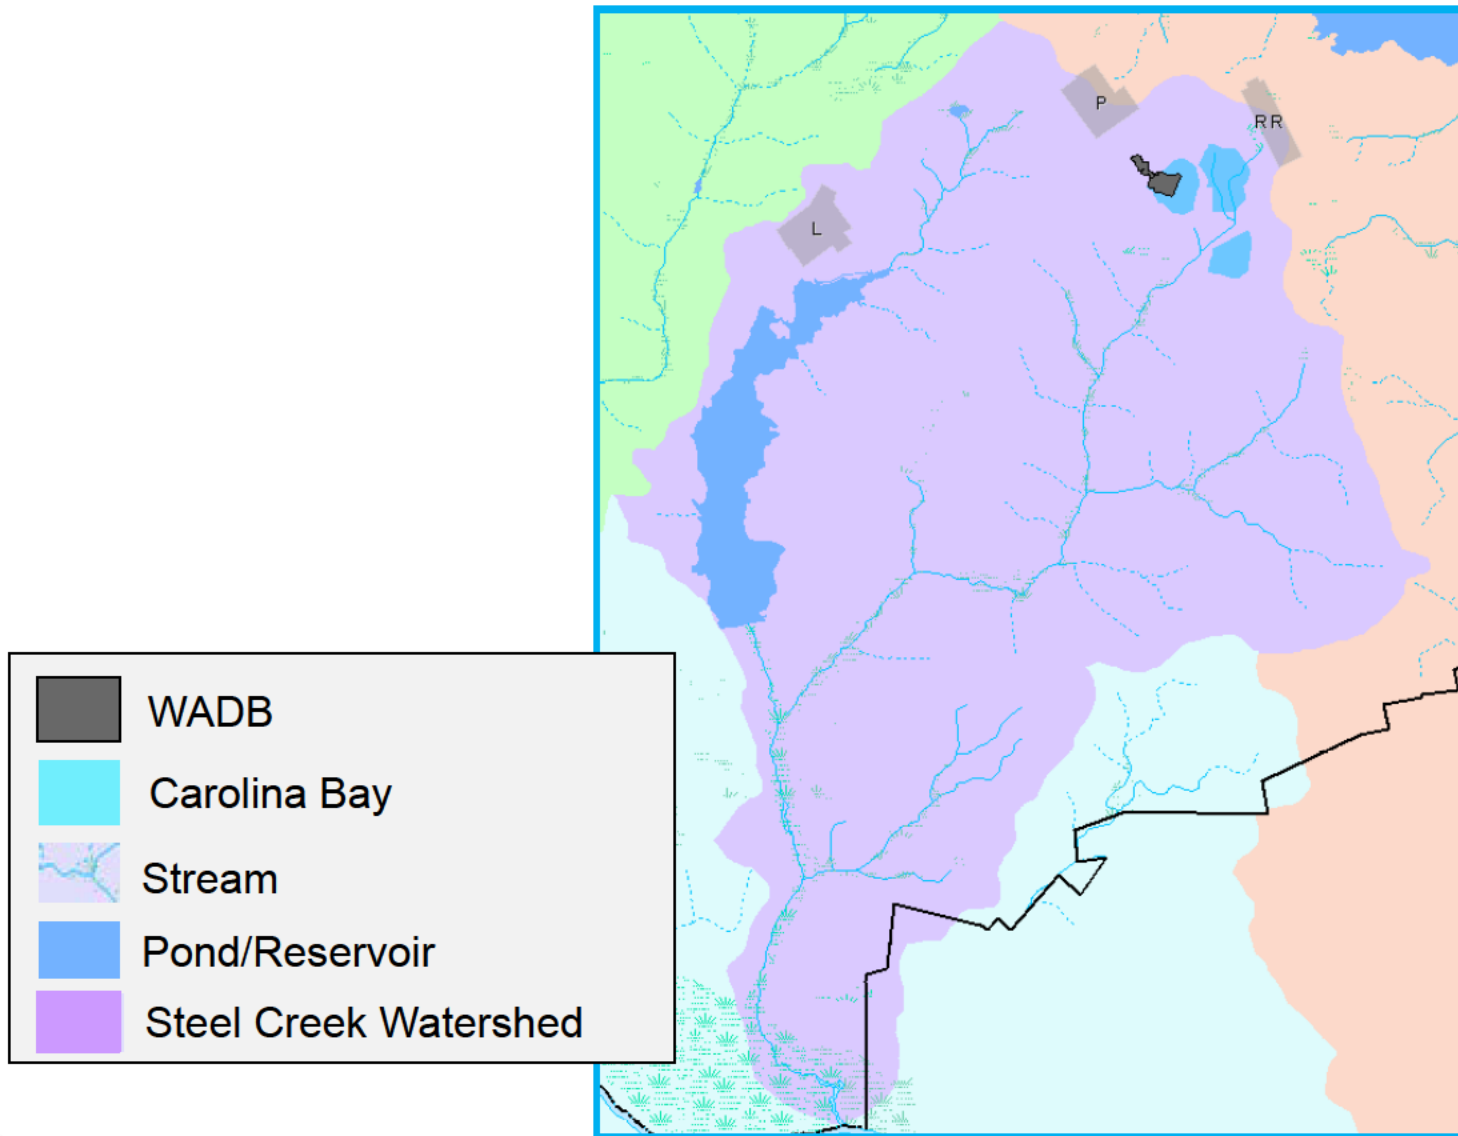 P
RR
L
WADB
Carolina Bay
Stream
Pond/Reservoir
Steel Creek Watershed